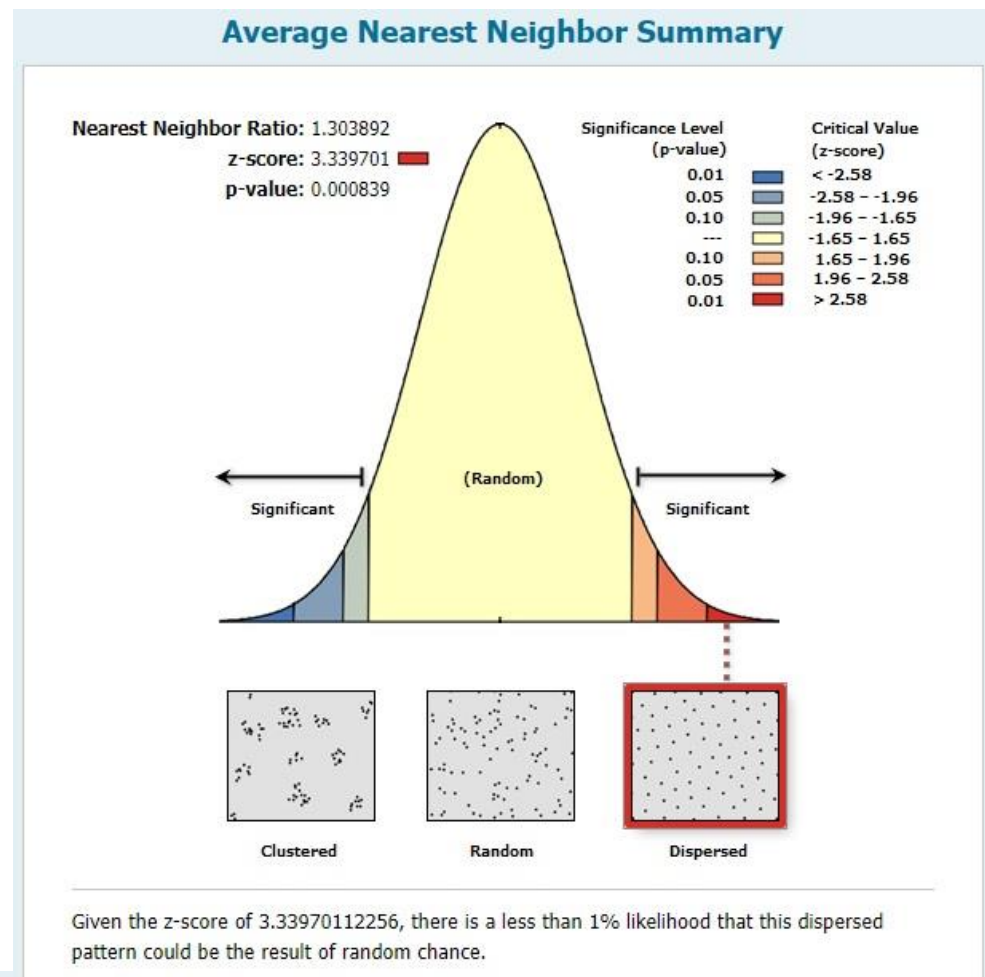 Average Nearest Neighbor Summary
Nearest Neighbor Ratio: 1.303892
z-score: 3.339701
p-value: 0.000839
Significance Level
(p-value)
Critical Value
(z-score)
0.01 < -2.58
0.05 -2.58 – -1.96
0.10 -1.96 – -1.65
--- -1.65 – 1.65
0.10 1.65 – 1.96
0.05 1.96 – 2.58
0.01 > 2.58
(Random)
Significant
Significant
Clustered
Random
Dispersed
Given the z-score of 3.33970112256, there is a less than 1% likelihood that this dispersed
pattern could be the result of random chance.